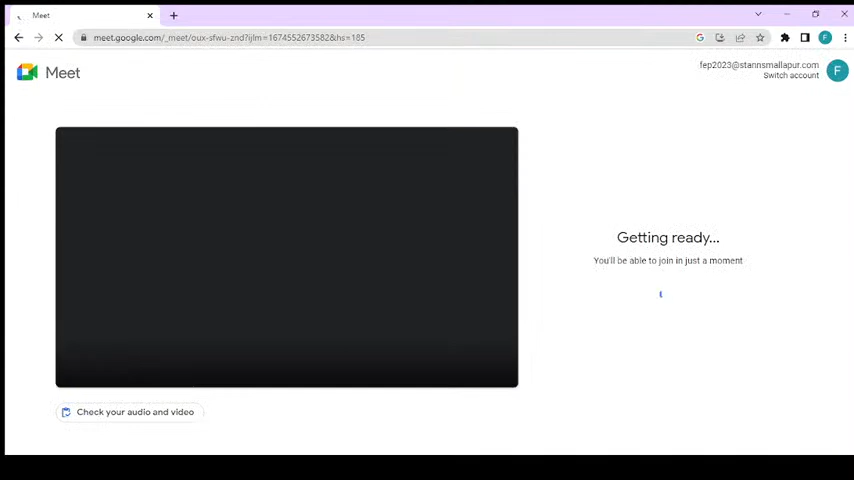 Meet
meet.google.com/_meet/oux-sfwu-znd?ijlm=1674552673582&hs=185
Meet
fep2023@stannsmallapur.com
Switch account
F
F
Getting ready...
You'll be able to join in just a moment
Check your audio and video